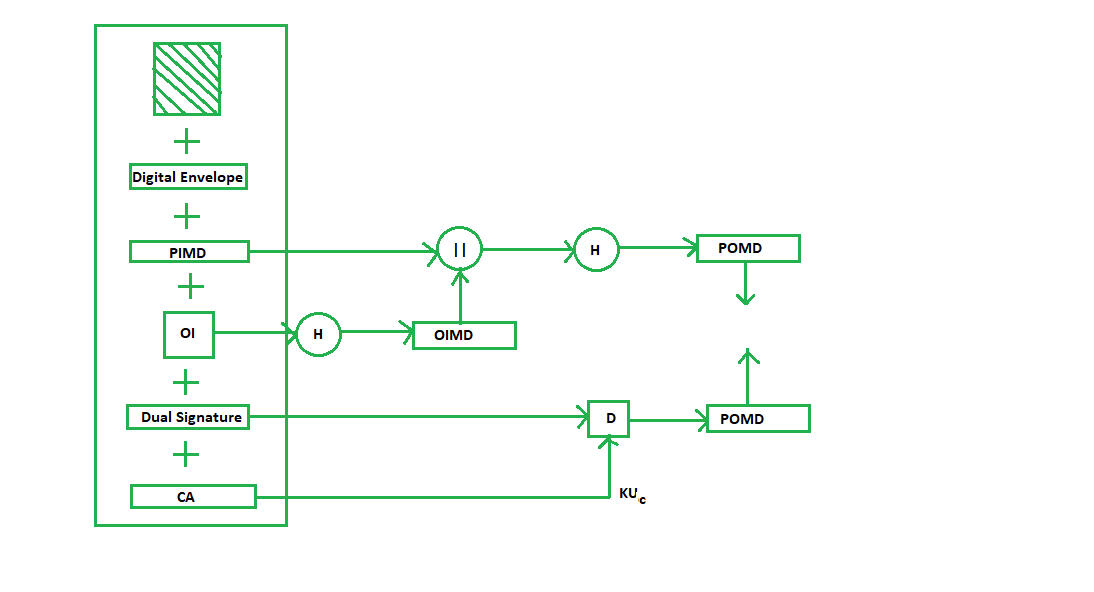 Digital Envelope
PIMD
||
H
POMD
OI
H
OIMD
Dual Signature
D
POMD
CA
KUc